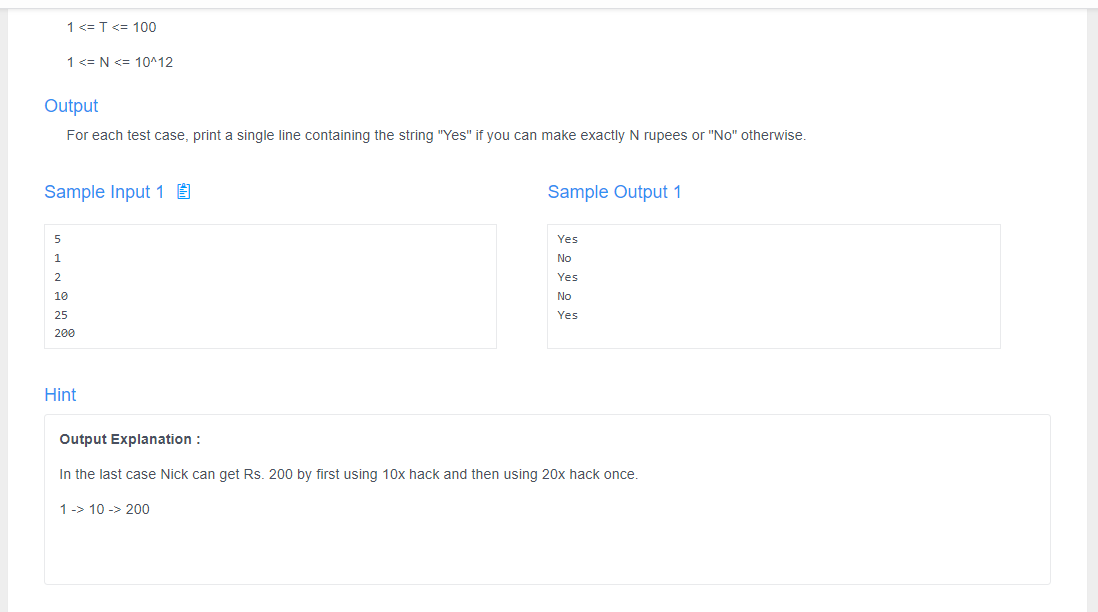 1 <= T <= 100
1 <= N <= 10^12
Output
For each test case, print a single line containing the string "Yes" if you can make exactly N rupees or "No" otherwise.
Sample Input 1
Sample Output 1
5
1
2
10
25
200
Yes
No
Yes
No
Yes
Hint
Output Explanation :
In the last case Nick can get Rs. 200 by first using 10x hack and then using 20x hack once.
1 -> 10 -> 200